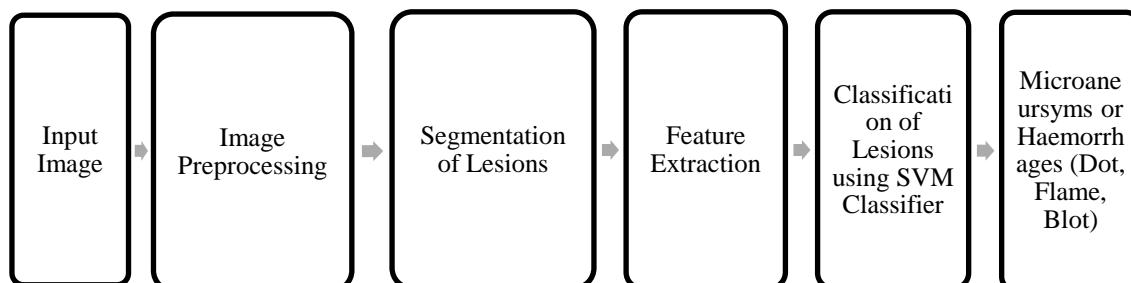 Input
Image
Image
Preprocessing
Segmentation
of Lesions
Feature
Extraction
Classificati
on of
Lesions
using SVM
Classifier
Microane
ursyms or
Haemorrh
ages (Dot,
Flame,
Blot)